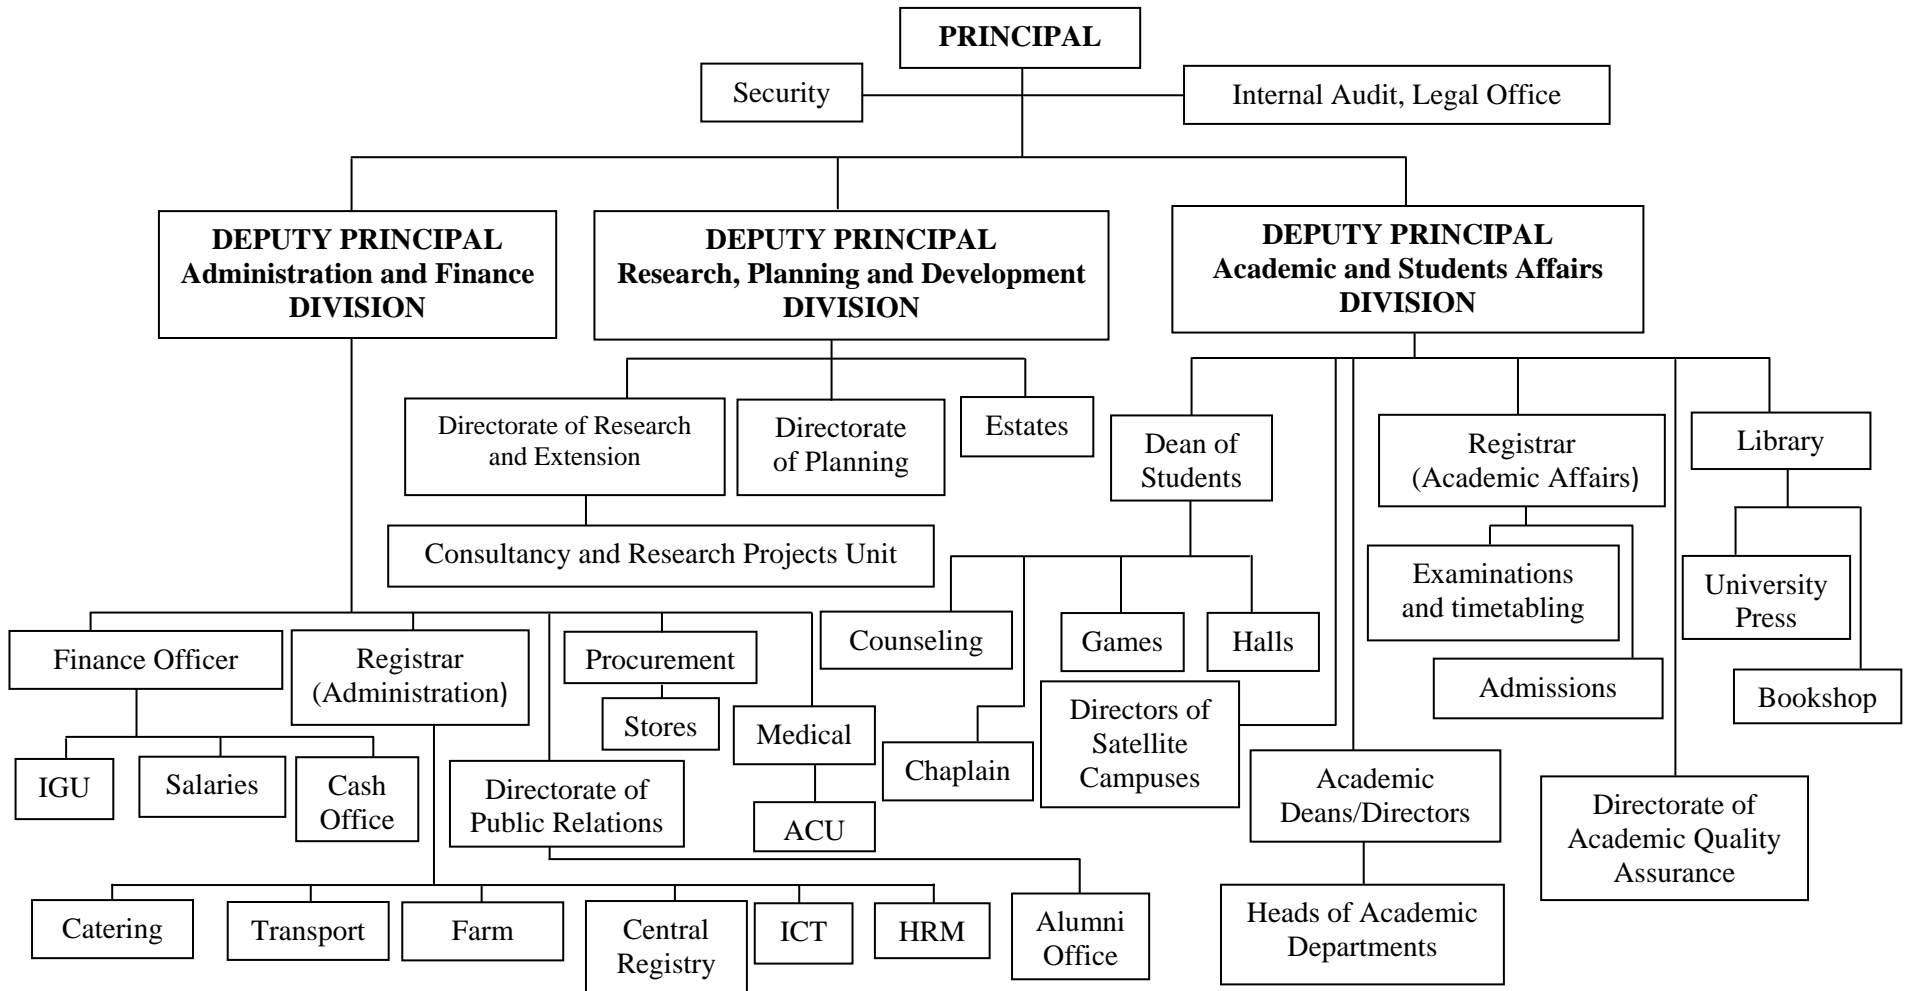 PRINCIPAL
Security
Internal Audit, Legal Office
DEPUTY PRINCIPAL
Administration and Finance
DIVISION
DEPUTY PRINCIPAL
Research, Planning and Development
DIVISION
DEPUTY PRINCIPAL
Academic and Students Affairs
DIVISION
Directorate of Research
and Extension
Directorate
of Planning
Estates
Dean of
Students
Registrar
(Academic Affairs)
Library
Consultancy and Research Projects Unit
Examinations
and timetabling
University
Press
Finance Officer
Registrar
(Administration)
Procurement
Counseling
Games
Halls
Admissions
Bookshop
Stores
Medical
Chaplain
Directors of
Satellite
Campuses
IGU
Salaries
Cash
Office
Directorate of
Public Relations
ACU
Academic
Deans/Directors
Directorate of
Academic Quality
Assurance
Catering
Transport
Farm
Central
Registry
ICT
HRM
Alumni
Office
Heads of Academic
Departments